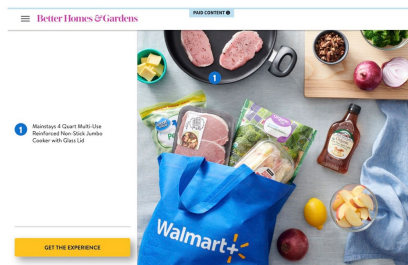 PAID CONTENT
Better Homes & Gardens
1
1
Mainstays 4 Quart Multi-Use
Reinforced Non-Stick Jumbo
Cooker with Glass Lid
Walmart+
GET THE EXPERIENCE